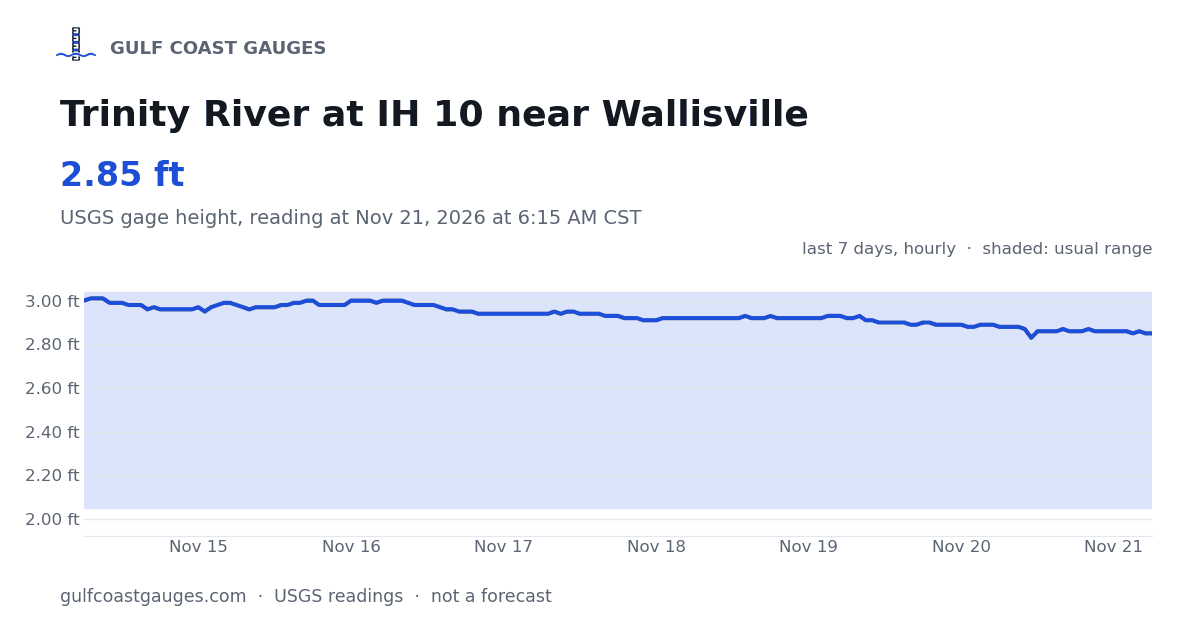 GULF COAST GAUGES
Trinity River at IH 10 near Wallisville
2.85 ft
USGS gage height, reading at Nov 21, 2026 at 6:15 AM CST
last 7 days, hourly · shaded: usual range
3.00 ft
2.80 ft
2.60 ft
2.40 ft
2.20 ft
2.00 ft
Nov 15 Nov 16 Nov 17 Nov 18 Nov 19 Nov 20 Nov 21
gulfcoastgauges.com · USGS readings · not a forecast